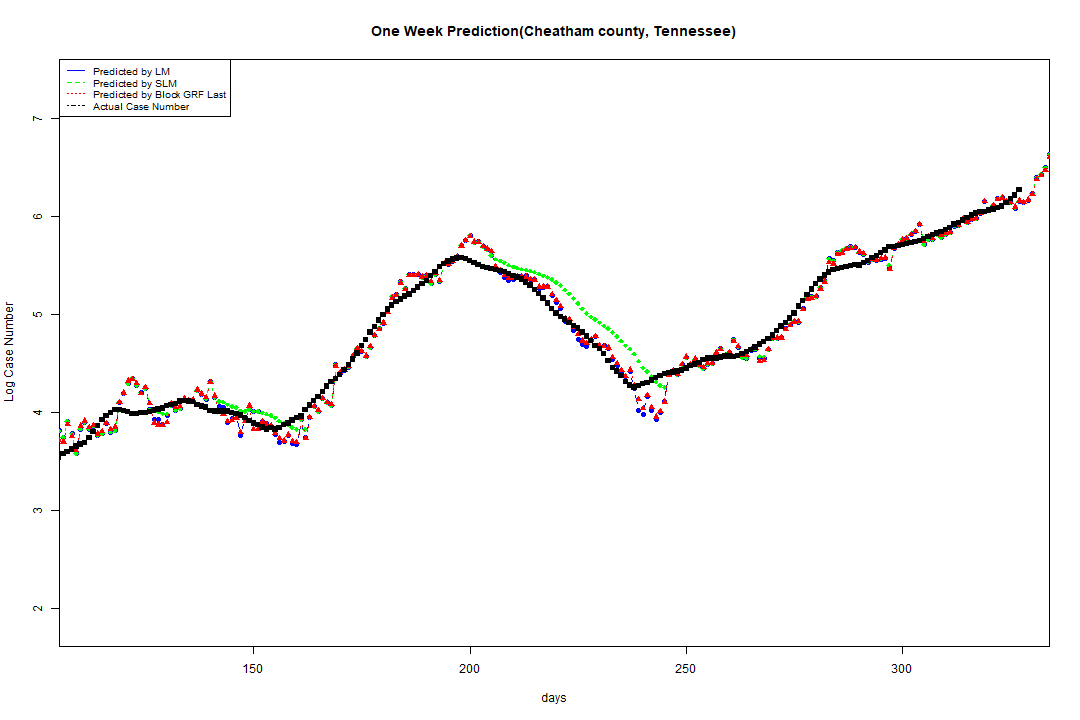 One Week Prediction(Cheatham county, Tennessee)
Predicted by LM
Predicted by SLM
Predicted by Block GRF Last
Actual Case Number
7
6
5
4
3
2
Log Case Number
150 200 250 300
days